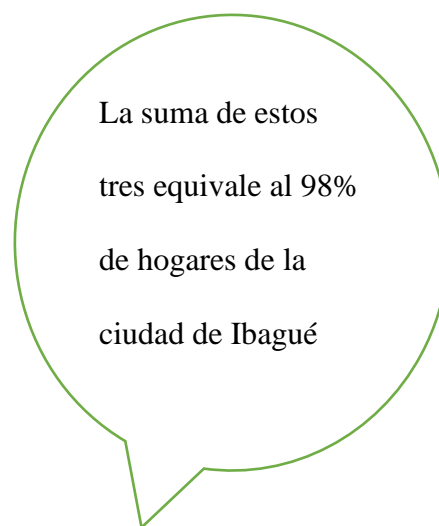 La suma de estos
tres equivale al 98%
de hogares de la
ciudad de Ibagué